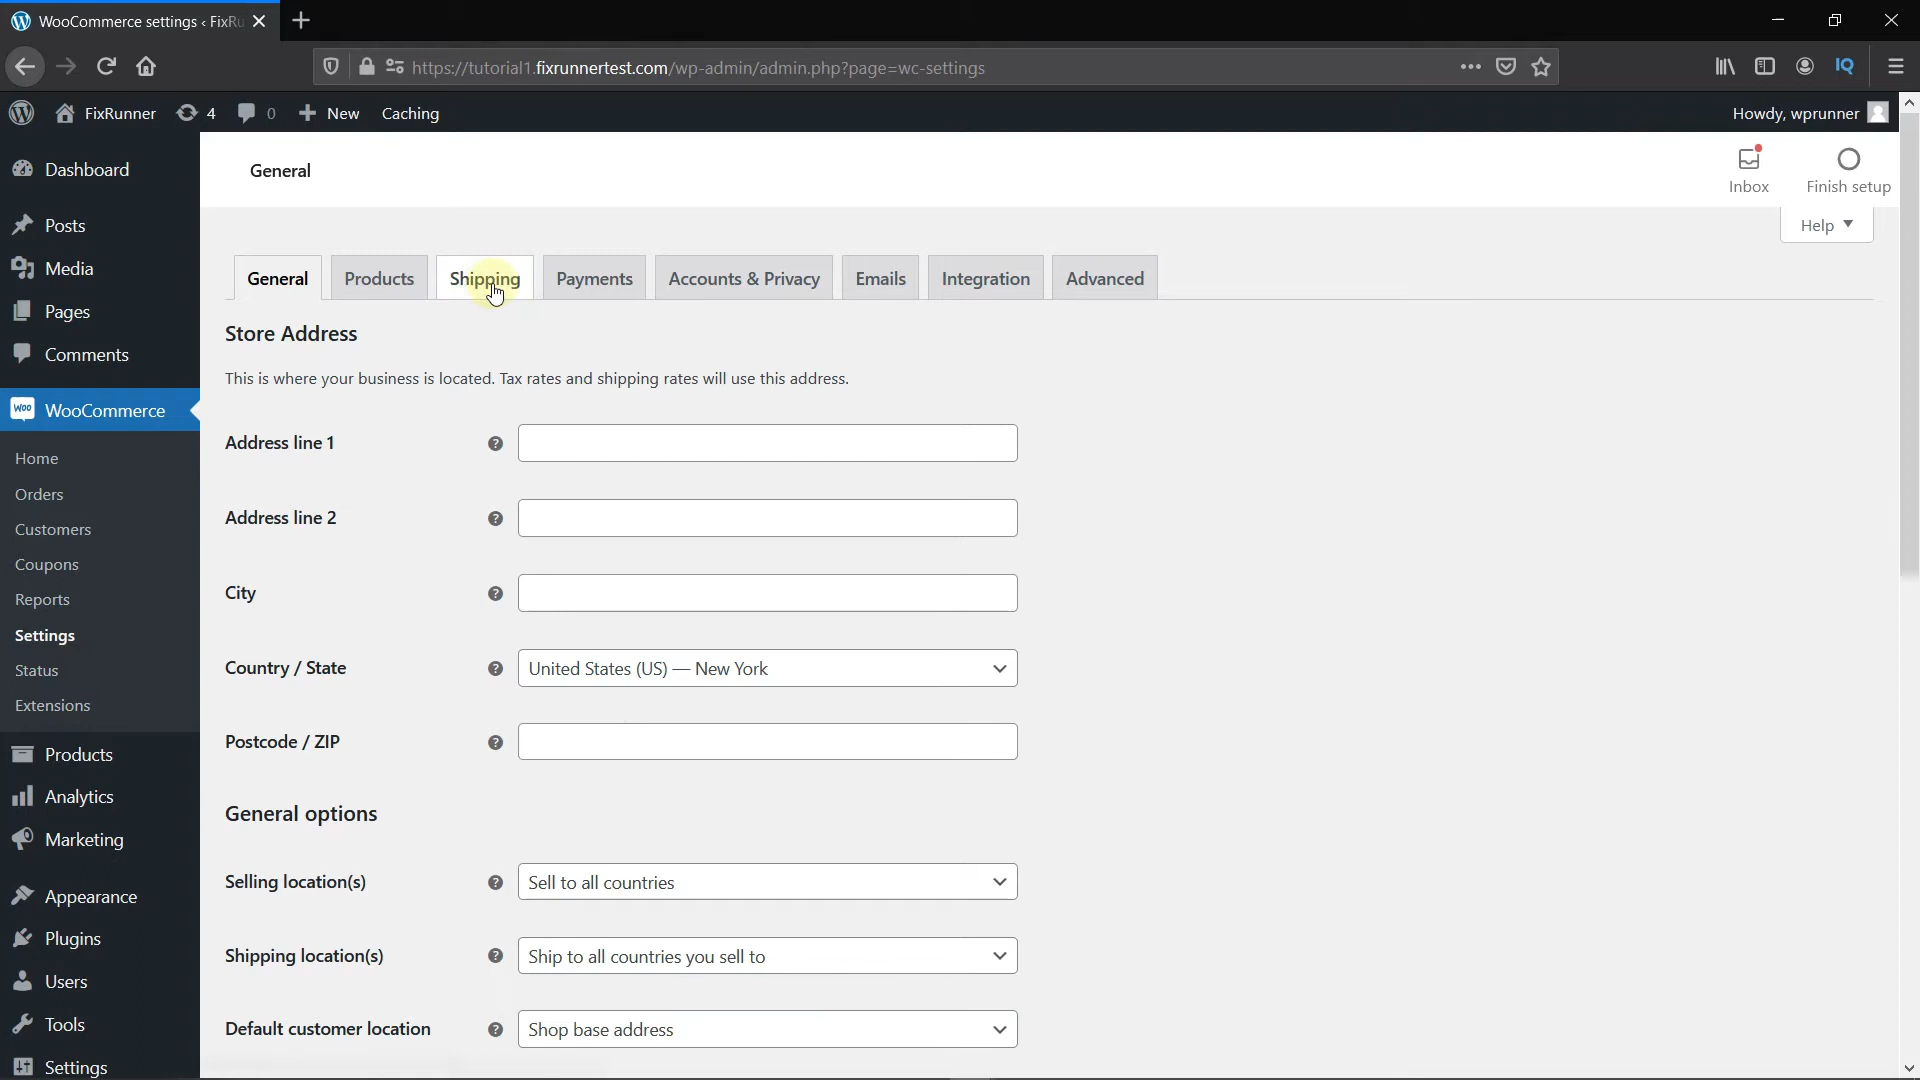 WooCommerce settings ‹ FixRu
https://tutorial1.fixrunnertest.com/wp-admin/admin.php?page=wc-settings
IQ
FixRunner 4 0 New Caching Howdy, wprunner
Dashboard
Posts
Media
Pages
Comments
Woo WooCommerce
Home
Orders
Customers
Coupons
Reports
Settings
Status
Extensions
Products
Analytics
Marketing
Appearance
Plugins
Users
Tools
Settings
General
Inbox
Finish setup
Help
General Products Shipping Payments Accounts & Privacy Emails Integration Advanced
Store Address
This is where your business is located. Tax rates and shipping rates will use this address.
Address line 1 ?
Address line 2 ?
City ?
Country / State ? United States (US) — New York
Postcode / ZIP ?
General options
Selling location(s) ? Sell to all countries
Shipping location(s) ? Ship to all countries you sell to
Default customer location ? Shop base address